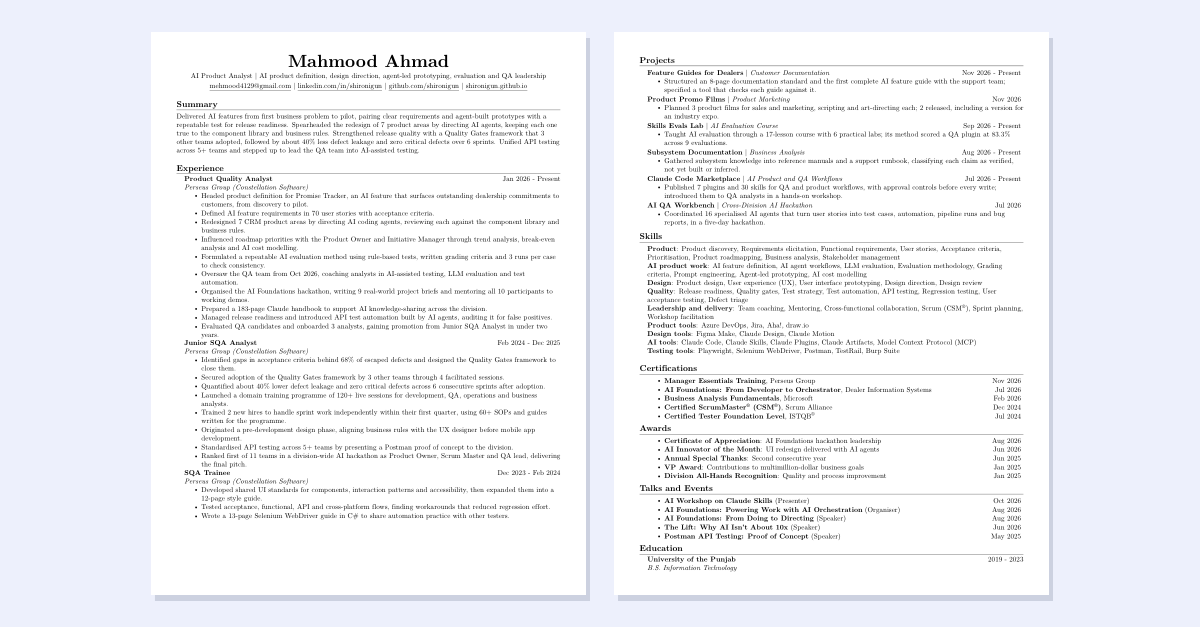 Mahmood Ahmad
AI Product Analyst | AI product definition, design direction, agent-led prototyping, evaluation and QA leadership
mehmood4129@gmail.com | linkedin.com/in/shironigun | github.com/shironigun | shironigun.github.io
Summary
Delivered AI features from first business problem to pilot, pairing clear requirements and agent-built prototypes with a
repeatable test for release readiness. Spearheaded the redesign of 7 product areas by directing AI agents, keeping each one
true to the component library and business rules. Strengthened release quality with a Quality Gates framework that 3
other teams adopted, followed by about 40% less defect leakage and zero critical defects over 6 sprints. Unified API testing
across 5+ teams and stepped up to lead the QA team into AI-assisted testing.
Experience
Product Quality Analyst Jan 2026 - Present
Perseus Group (Constellation Software)
• Headed product definition for Promise Tracker, an AI feature that surfaces outstanding dealership commitments to
customers, from discovery to pilot.
• Defined AI feature requirements in 70 user stories with acceptance criteria.
• Redesigned 7 CRM product areas by directing AI coding agents, reviewing each against the component library and
business rules.
• Influenced roadmap priorities with the Product Owner and Initiative Manager through trend analysis, break-even
analysis and AI cost modelling.
• Formulated a repeatable AI evaluation method using rule-based tests, written grading criteria and 3 runs per case
to check consistency.
• Oversaw the QA team from Oct 2026, coaching analysts in AI-assisted testing, LLM evaluation and test
automation.
• Organised the AI Foundations hackathon, writing 9 real-world project briefs and mentoring all 10 participants to
working demos.
• Prepared a 183-page Claude handbook to support AI knowledge-sharing across the division.
• Managed release readiness and introduced API test automation built by AI agents, auditing it for false positives.
• Evaluated QA candidates and onboarded 3 analysts, gaining promotion from Junior SQA Analyst in under two
years.
Junior SQA Analyst Feb 2024 - Dec 2025
Perseus Group (Constellation Software)
• Identified gaps in acceptance criteria behind 68% of escaped defects and designed the Quality Gates framework to
close them.
• Secured adoption of the Quality Gates framework by 3 other teams through 4 facilitated sessions.
• Quantified about 40% lower defect leakage and zero critical defects across 6 consecutive sprints after adoption.
• Launched a domain training programme of 120+ live sessions for development, QA, operations and business
analysts.
• Trained 2 new hires to handle sprint work independently within their first quarter, using 60+ SOPs and guides
written for the programme.
• Originated a pre-development design phase, aligning business rules with the UX designer before mobile app
development.
• Standardised API testing across 5+ teams by presenting a Postman proof of concept to the division.
• Ranked first of 11 teams in a division-wide AI hackathon as Product Owner, Scrum Master and QA lead, delivering
the final pitch.
SQA Trainee Dec 2023 - Feb 2024
Perseus Group (Constellation Software)
• Developed shared UI standards for components, interaction patterns and accessibility, then expanded them into a
12-page style guide.
• Tested acceptance, functional, API and cross-platform flows, finding workarounds that reduced regression effort.
• Wrote a 13-page Selenium WebDriver guide in C# to share automation practice with other testers.
Projects
Feature Guides for Dealers | Customer Documentation Nov 2026 - Present
• Structured an 8-page documentation standard and the first complete AI feature guide with the support team;
specified a tool that checks each guide against it.
Product Promo Films | Product Marketing Nov 2026
• Planned 3 product films for sales and marketing, scripting and art-directing each; 2 released, including a version for
an industry expo.
Skills Evals Lab | AI Evaluation Course Sep 2026 - Present
• Taught AI evaluation through a 17-lesson course with 6 practical labs; its method scored a QA plugin at 83.3%
across 9 evaluations.
Subsystem Documentation | Business Analysis Aug 2026 - Present
• Gathered subsystem knowledge into reference manuals and a support runbook, classifying each claim as verified,
not yet built or inferred.
Claude Code Marketplace | AI Product and QA Workflows Jul 2026 - Present
• Published 7 plugins and 30 skills for QA and product workflows, with approval controls before every write;
introduced them to QA analysts in a hands-on workshop.
AI QA Workbench | Cross-Division AI Hackathon Jul 2026
• Coordinated 16 specialised AI agents that turn user stories into test cases, automation, pipeline runs and bug
reports, in a five-day hackathon.
Skills
Product: Product discovery, Requirements elicitation, Functional requirements, User stories, Acceptance criteria,
Prioritisation, Product roadmapping, Business analysis, Stakeholder management
AI product work: AI feature definition, AI agent workflows, LLM evaluation, Evaluation methodology, Grading
criteria, Prompt engineering, Agent-led prototyping, AI cost modelling
Design: Product design, User experience (UX), User interface prototyping, Design direction, Design review
Quality: Release readiness, Quality gates, Test strategy, Test automation, API testing, Regression testing, User
acceptance testing, Defect triage
Leadership and delivery: Team coaching, Mentoring, Cross-functional collaboration, Scrum (CSM®), Sprint planning,
Workshop facilitation
Product tools: Azure DevOps, Jira, Aha!, draw.io
Design tools: Figma Make, Claude Design, Claude Motion
AI tools: Claude Code, Claude Skills, Claude Plugins, Claude Artifacts, Model Context Protocol (MCP)
Testing tools: Playwright, Selenium WebDriver, Postman, TestRail, Burp Suite
Certifications
• Manager Essentials Training, Perseus Group Nov 2026
• AI Foundations: From Developer to Orchestrator, Dealer Information Systems Jul 2026
• Business Analysis Fundamentals, Microsoft Feb 2026
• Certified ScrumMaster® (CSM®), Scrum Alliance Dec 2024
• Certified Tester Foundation Level, ISTQB® Jul 2024
Awards
• Certificate of Appreciation: AI Foundations hackathon leadership Aug 2026
• AI Innovator of the Month: UI redesign delivered with AI agents Jun 2026
• Annual Special Thanks: Second consecutive year Jun 2025
• VP Award: Contributions to multimillion-dollar business goals Jan 2025
• Division All-Hands Recognition: Quality and process improvement Jan 2025
Talks and Events
• AI Workshop on Claude Skills (Presenter) Oct 2026
• AI Foundations: Powering Work with AI Orchestration (Organiser) Aug 2026
• AI Foundations: From Doing to Directing (Speaker) Aug 2026
• The Lift: Why AI Isn't About 10x (Speaker) Jun 2026
• Postman API Testing: Proof of Concept (Speaker) May 2025
Education
University of the Punjab 2019 - 2023
B.S. Information Technology